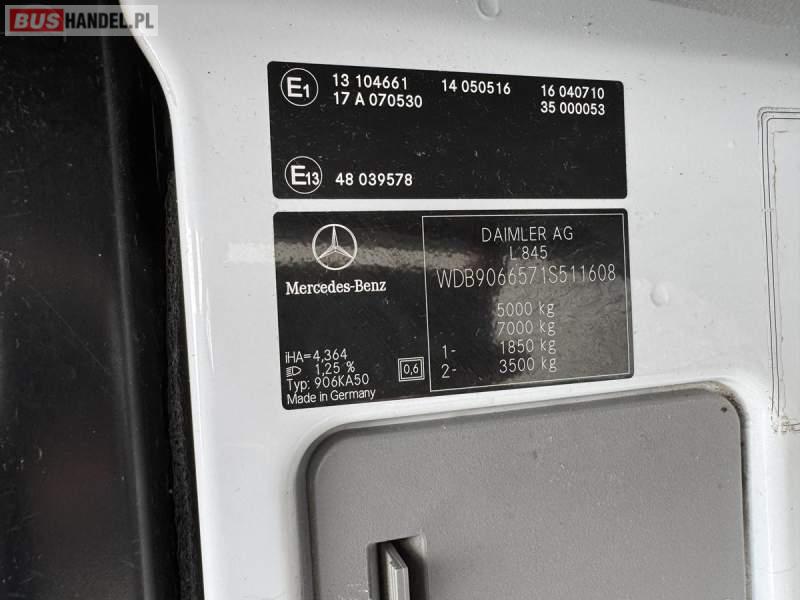 BUSHANDEL.PL
E1 13 104661 14 050516 16 040710
17 A 070530 35 000053
E13 48 039578
Mercedes-Benz
iHA=4,364
1,25 %
Typ: 906KA50
Made in Germany
0,6
DAIMLER AG
L 845
WDB9066571S511608
5000 kg
7000 kg
1- 1850 kg
2- 3500 kg